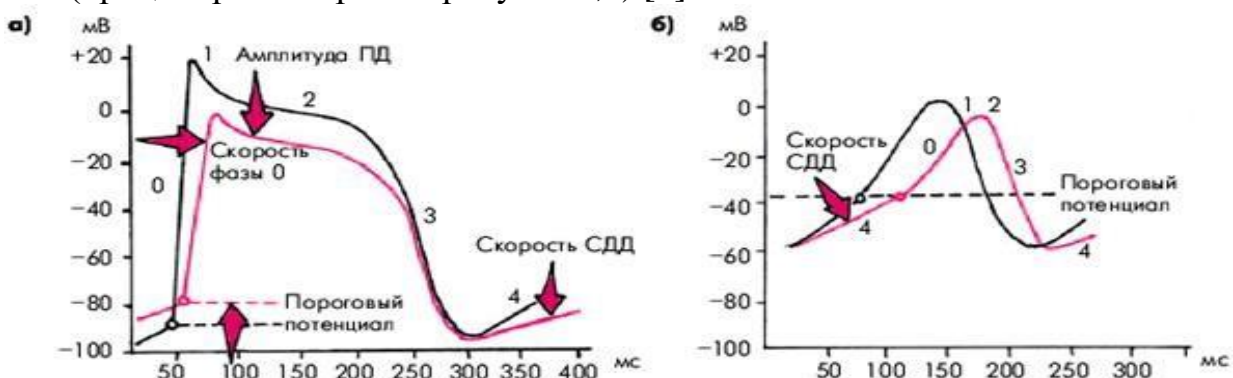 а)
мВ
+20
0
−20
−40
−60
−80
−100
50
100
150
200
250
300
350
400
мс
0
1
2
3
4
Амплитуда ПД
Скорость
фазы 0
Скорость СДД
Пороговый
потенциал
б)
мВ
+20
0
−20
−40
−60
−80
−100
50
100
150
200
250
300
мс
0
1
2
3
4
4
Скорость
СДД
Пороговый
потенциал